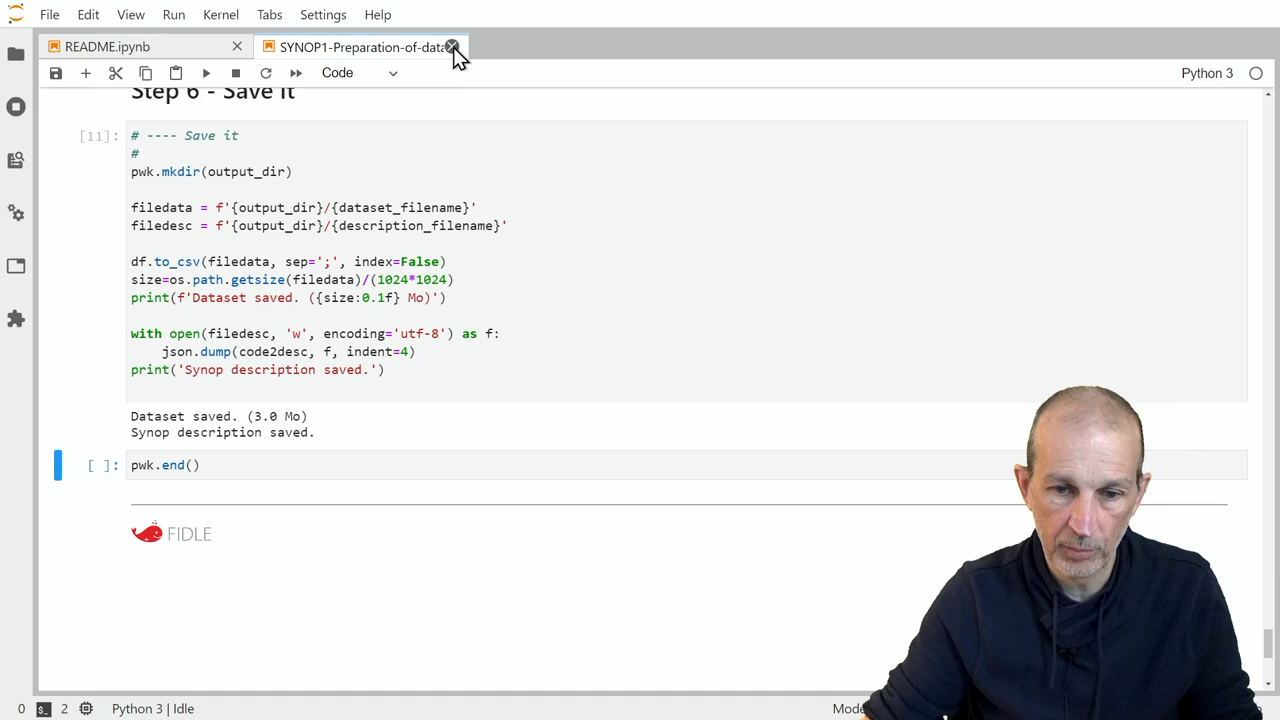 File Edit View Run Kernel Tabs Settings Help
README.ipynb SYNOP1-Preparation-of-data
Code Python 3
Step 6 - Save it
[11]: # ---- Save it
#
pwk.mkdir(output_dir)
filedata = f'{output_dir}/{dataset_filename}'
filedesc = f'{output_dir}/{description_filename}'
df.to_csv(filedata, sep=';', index=False)
size=os.path.getsize(filedata)/(1024*1024)
print(f'Dataset saved. ({size:0.1f} Mo)')
with open(filedesc, 'w', encoding='utf-8') as f:
json.dump(code2desc, f, indent=4)
print('Synop description saved.')
Dataset saved. (3.0 Mo)
Synop description saved.
[ ]: pwk.end()
FIDLE
0 2 Python 3 | Idle Mode